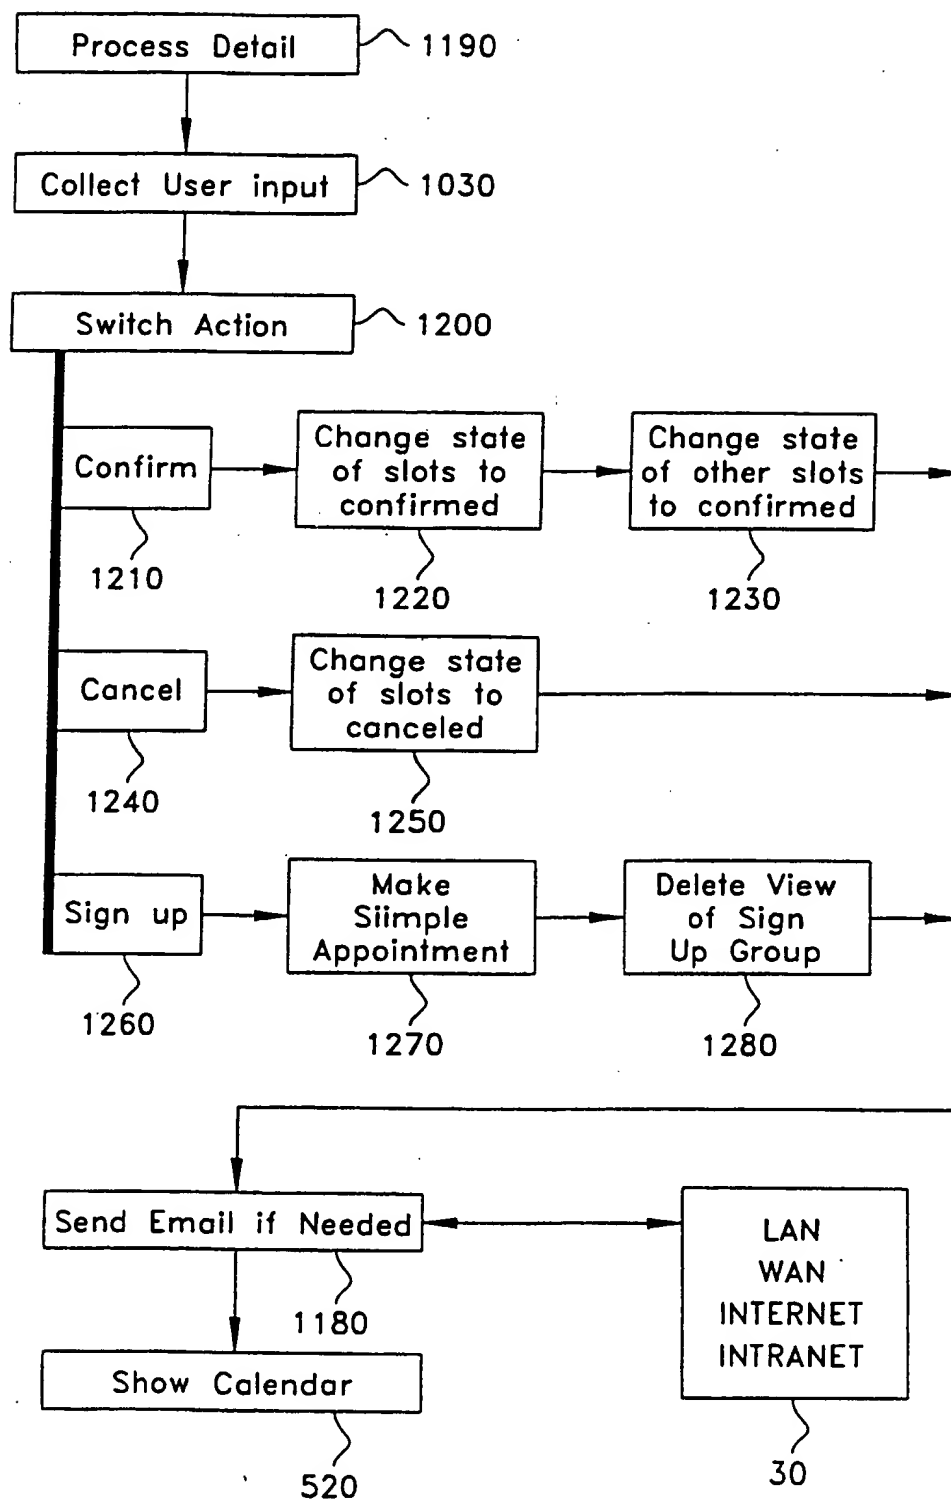 Process Detail
1190
Collect User input
1030
Switch Action
1200
Confirm
1210
Change state
of slots to
confirmed
1220
Change state
of other slots
to confirmed
1230
Cancel
1240
Change state
of slots to
canceled
1250
Sign up
1260
Make
Siimple
Appointment
1270
Delete View
of Sign
Up Group
1280
Send Email if Needed
1180
LAN
WAN
INTERNET
INTRANET
30
Show Calendar
520